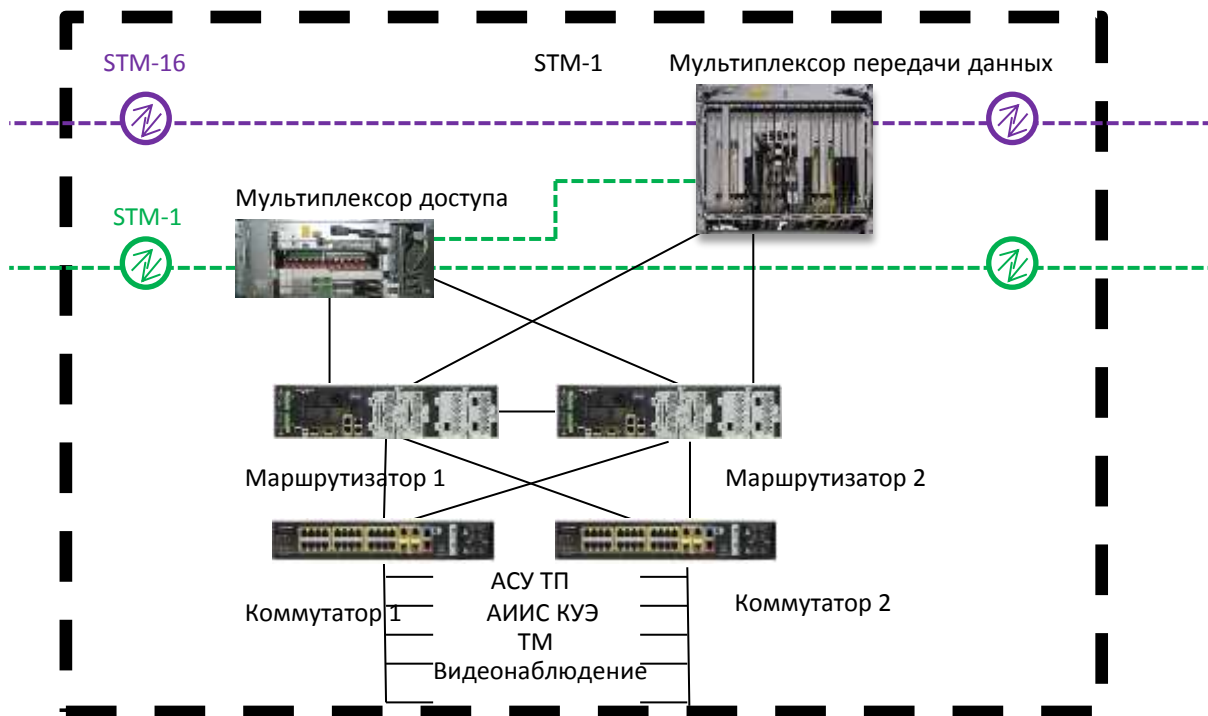 STM-16
STM-1
Мультиплексор передачи данных
Мультиплексор доступа
STM-1
Маршрутизатор 1
Маршрутизатор 2
АСУ ТП
Коммутатор 1
АИИС КУЭ
Коммутатор 2
ТМ
Видеонаблюдение